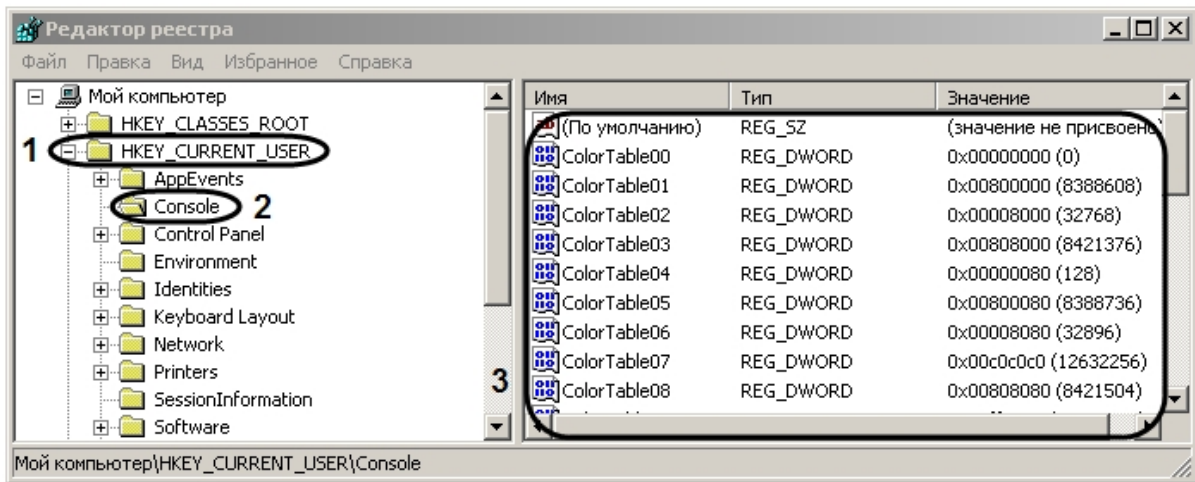 Редактор реестра
Файл Правка Вид Избранное Справка
Мой компьютер
HKEY_CLASSES_ROOT
1 HKEY_CURRENT_USER
AppEvents
Console 2
Control Panel
Environment
Identities
Keyboard Layout
Network
Printers
SessionInformation
Software
3
Имя Тип Значение
(По умолчанию) REG_SZ (значение не присвоено)
ColorTable00 REG_DWORD 0x00000000 (0)
ColorTable01 REG_DWORD 0x00800000 (8388608)
ColorTable02 REG_DWORD 0x00008000 (32768)
ColorTable03 REG_DWORD 0x00808000 (8421376)
ColorTable04 REG_DWORD 0x00000080 (128)
ColorTable05 REG_DWORD 0x00800080 (8388736)
ColorTable06 REG_DWORD 0x00008080 (32896)
ColorTable07 REG_DWORD 0x00c0c0c0 (12632256)
ColorTable08 REG_DWORD 0x00808080 (8421504)
Мой компьютер\HKEY_CURRENT_USER\Console